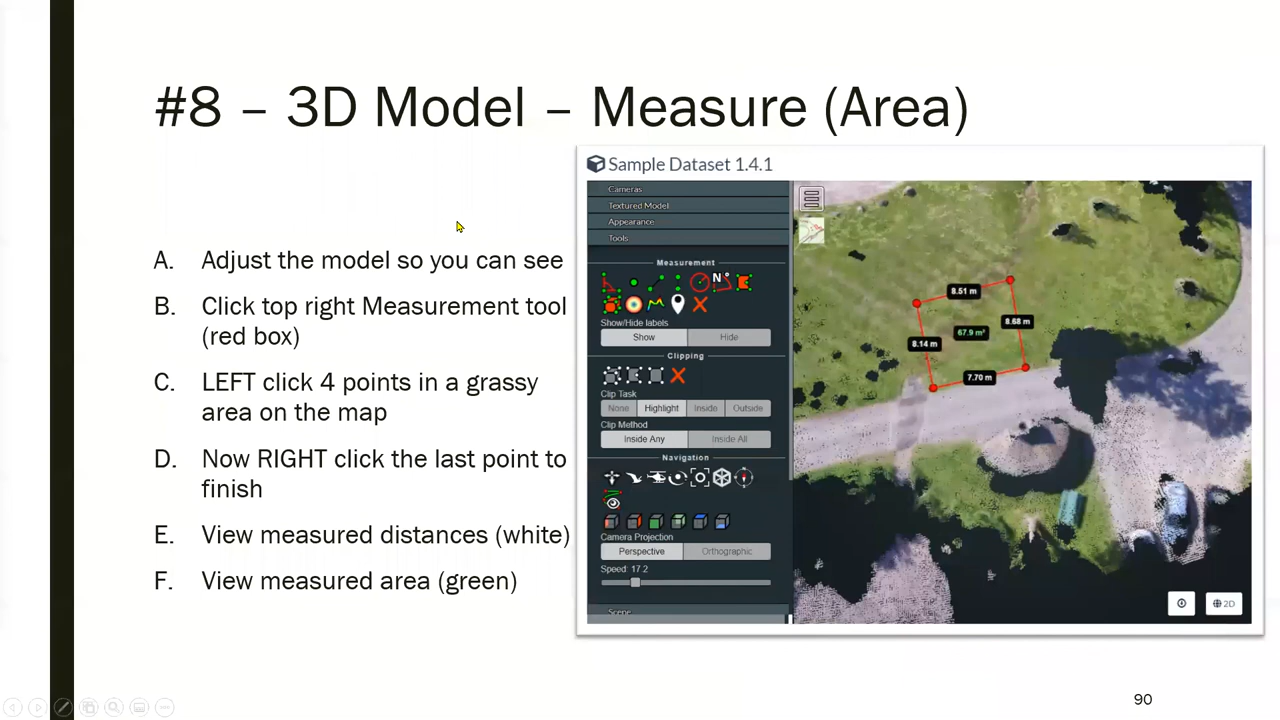 #8 – 3D Model – Measure (Area)
A. Adjust the model so you can see
B. Click top right Measurement tool
(red box)
C. LEFT click 4 points in a grassy
area on the map
D. Now RIGHT click the last point to
finish
E. View measured distances (white)
F. View measured area (green)
Sample Dataset 1.4.1
Cameras
Textured Model
Appearance
Tools
Measurement
N
Show/Hide labels
Show Hide
Clipping
Clip Task
None Highlight Inside Outside
Clip Method
Inside Any Inside All
Navigation
Camera Projection
Perspective Orthographic
Speed: 17.2
Scene
8.51 m
8.68 m
67.9 m²
8.14 m
7.70 m
2D
90